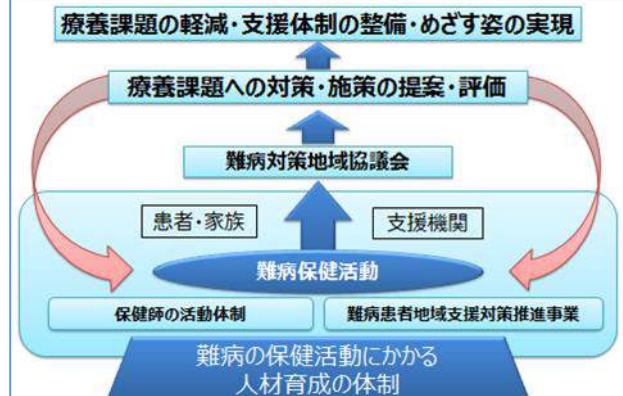 療養課題の軽減・支援体制の整備・めざす姿の実現
療養課題への対策・施策の提案・評価
難病対策地域協議会
患者・家族
支援機関
難病保健活動
保健師の活動体制
難病患者地域支援対策推進事業
難病の保健活動にかかる
人材育成の体制